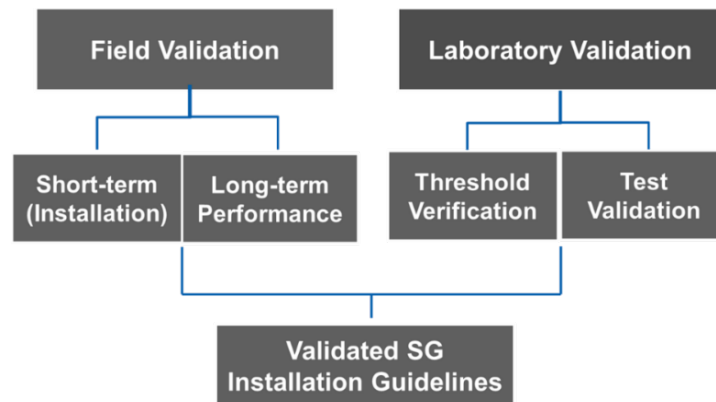 Field Validation
Laboratory Validation
Short-term
(Installation)
Long-term
Performance
Threshold
Verification
Test
Validation
Validated SG
Installation Guidelines